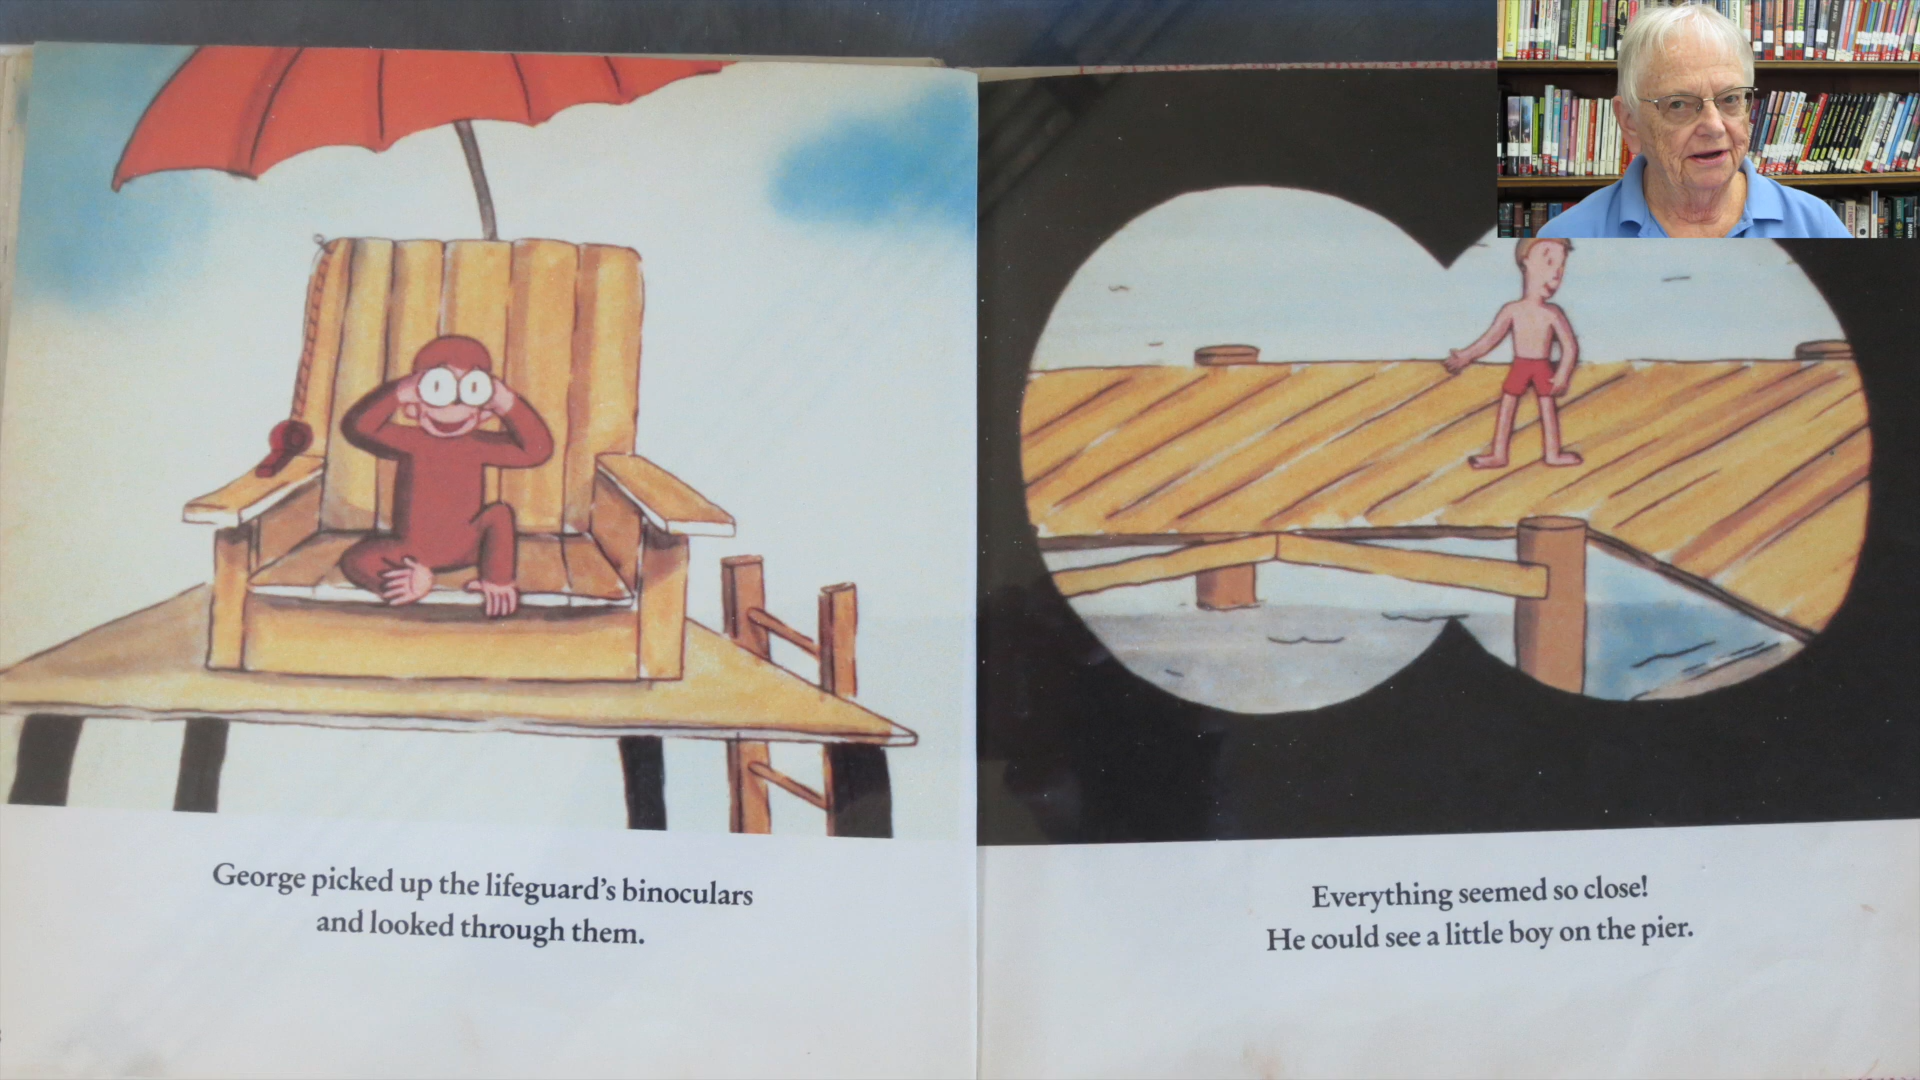 George picked up the lifeguard's binoculars
and looked through them.
Everything seemed so close!
He could see a little boy on the pier.